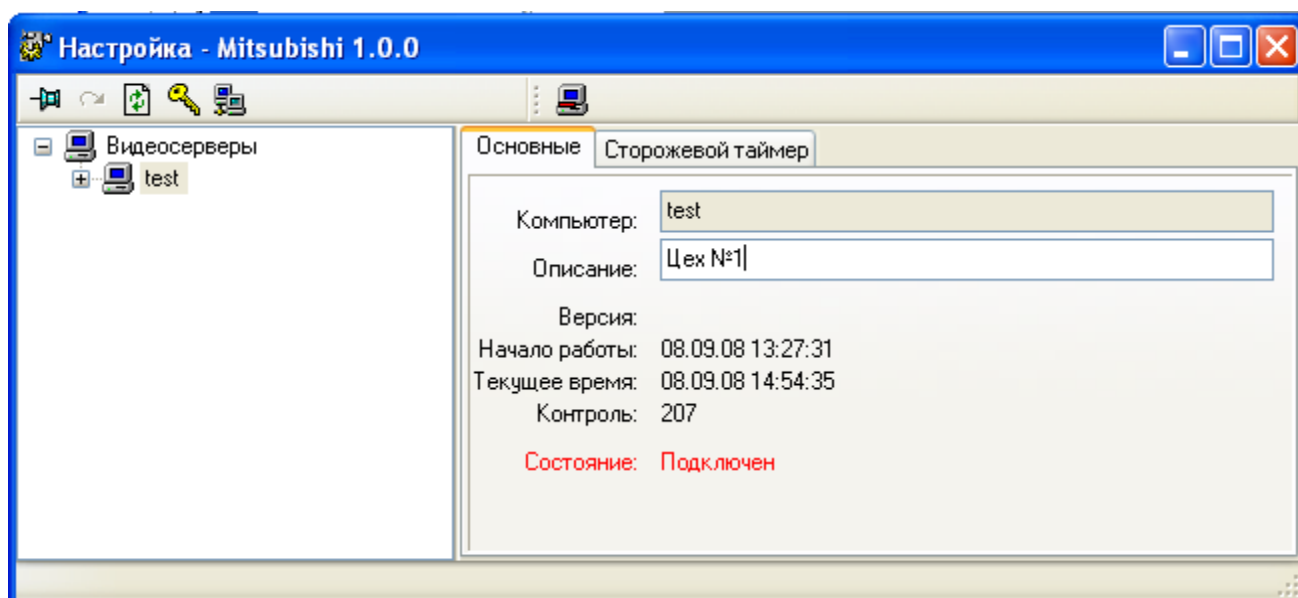 Настройка - Mitsubishi 1.0.0
Видеосерверы
test
Основные
Сторожевой таймер
Компьютер: test
Описание: Цех №1
Версия:
Начало работы: 08.09.08 13:27:31
Текущее время: 08.09.08 14:54:35
Контроль: 207
Состояние: Подключен